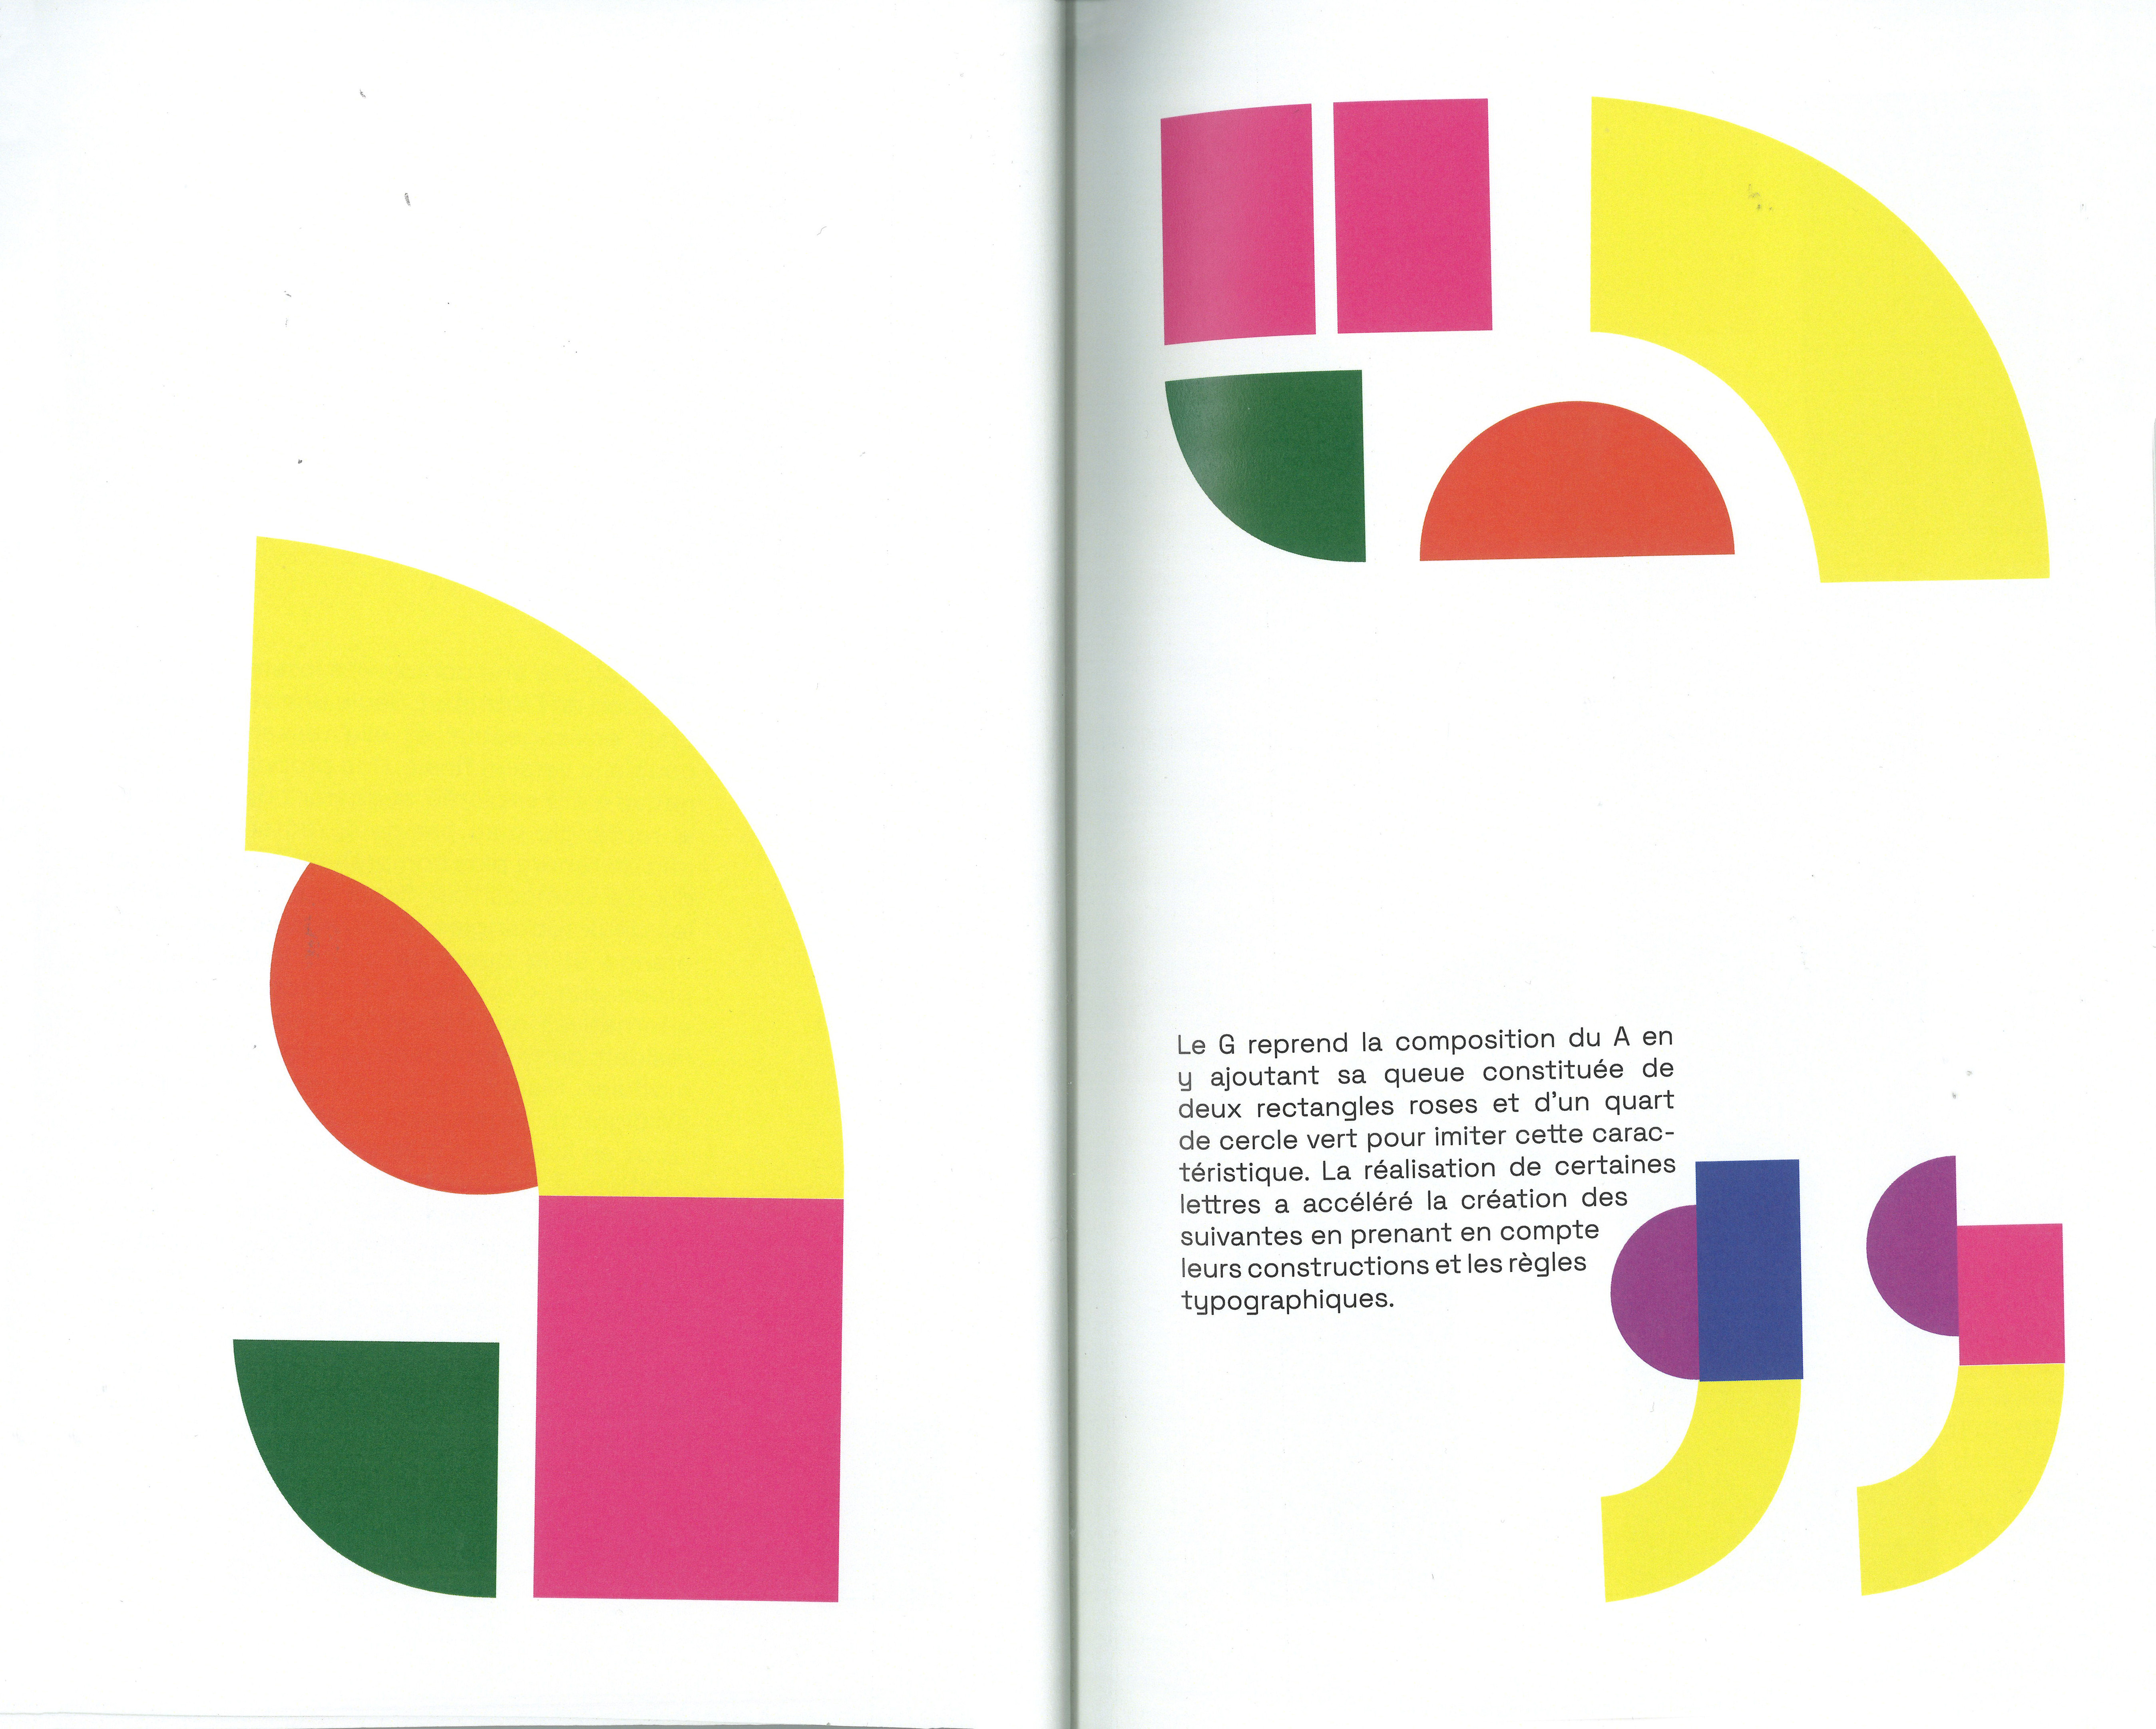 Le G reprend la composition du A en
y ajoutant sa queue constituée de
deux rectangles roses et d'un quart
de cercle vert pour imiter cette carac-
téristique. La réalisation de certaines
lettres a accéléré la création des
suivantes en prenant en compte
leurs constructions et les règles
typographiques.